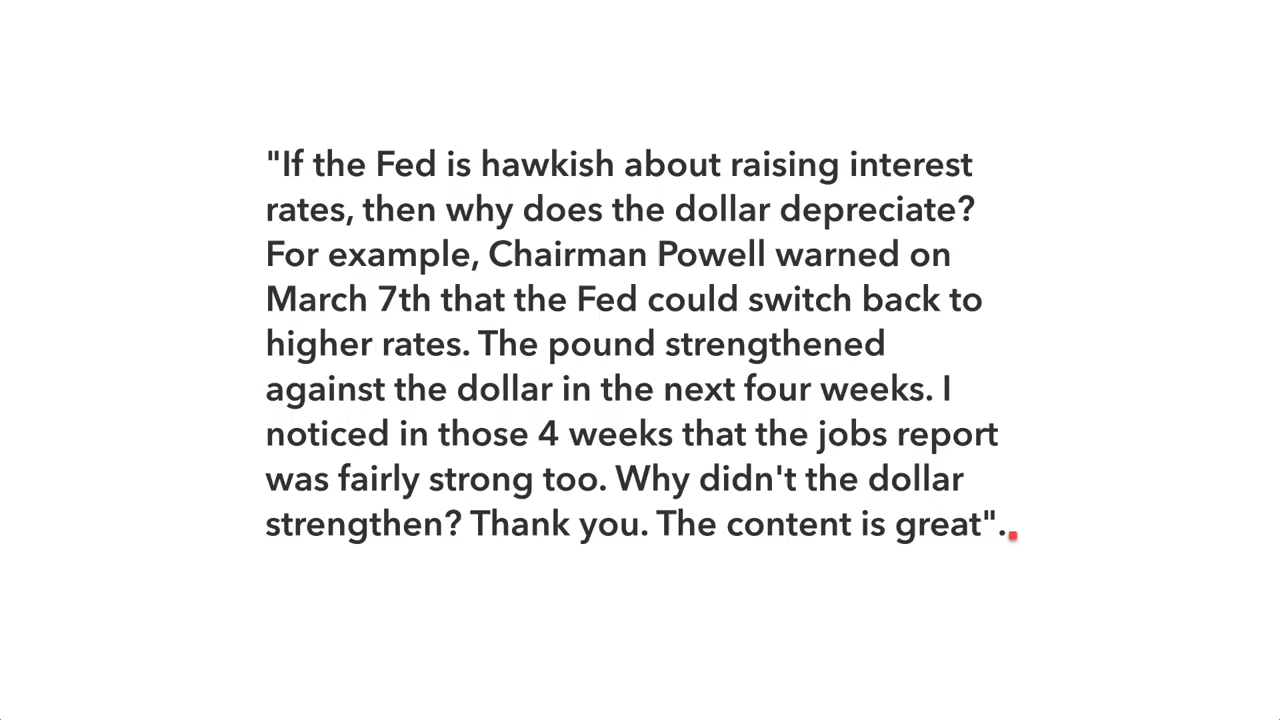 "If the Fed is hawkish about raising interest
rates, then why does the dollar depreciate?
For example, Chairman Powell warned on
March 7th that the Fed could switch back to
higher rates. The pound strengthened
against the dollar in the next four weeks. I
noticed in those 4 weeks that the jobs report
was fairly strong too. Why didn't the dollar
strengthen? Thank you. The content is great".